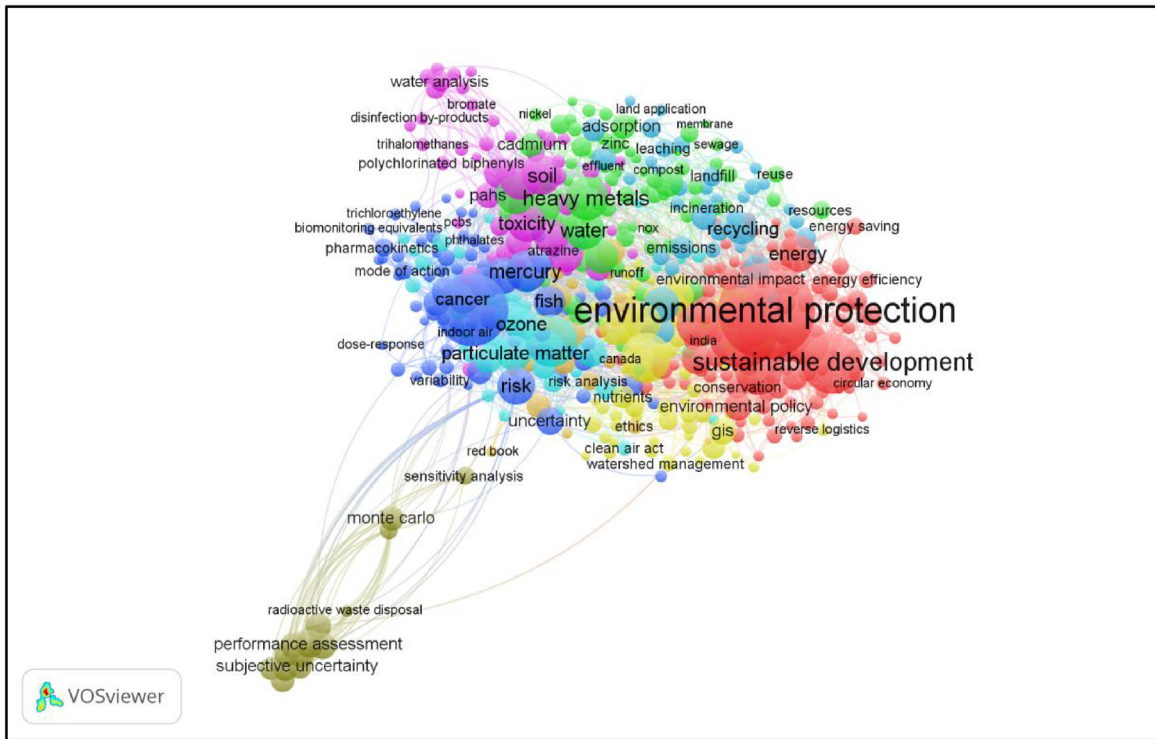 water analysis
bromate
disinfection by-products
nickel
land application
trihalomethanes
cadmium
zinc
adsorption
membrane
polychlorinated biphenyls
effluent
leaching
sewage
soil
compost
landfill
reuse
pahs
heavy metals
incineration
resources
trichloroethylene
pcbs
toxicity
water
nox
recycling
energy saving
biomonitoring equivalents
phthalates
atrazine
emissions
energy
pharmacokinetics
mode of action
mercury
runoff
environmental impact
energy efficiency
cancer
fish
environmental protection
indoor air
ozone
india
dose-response
particulate matter
canada
sustainable development
variability
risk
risk analysis
conservation
circular economy
nutrients
environmental policy
uncertainty
ethics
gis
reverse logistics
red book
clean air act
sensitivity analysis
watershed management
monte carlo
radioactive waste disposal
performance assessment
subjective uncertainty
VOSviewer